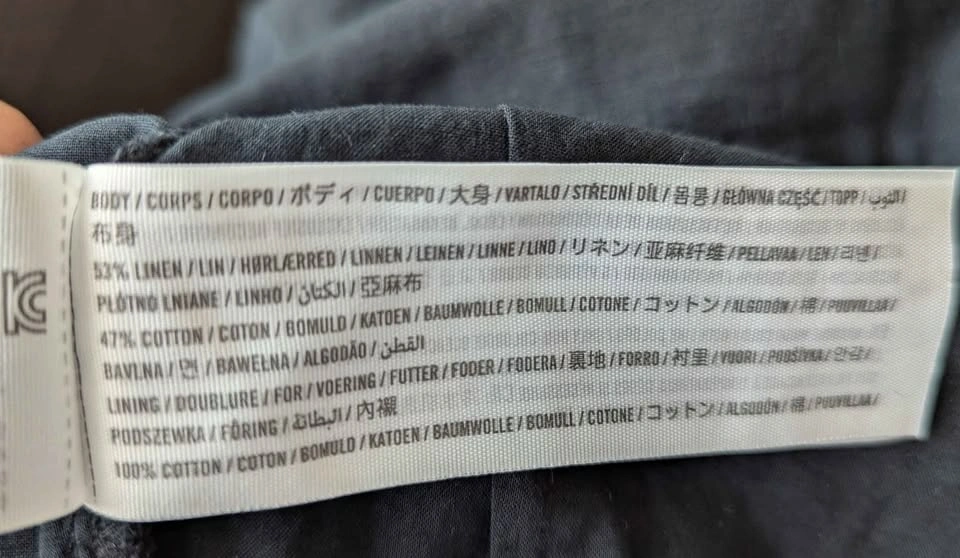 BODY / CORPS / CORPO / ボディ / CUERPO / 大身 / VARTALO / STŘEDNÍ DÍL / 몸통 / GŁÓWNA CZĘŚĆ / TOPP / الثوب /
布身
53% LINEN / LIN / HØRLÆRRED / LINNEN / LEINEN / LINNE / LINO / リネン / 亚麻纤维 / PELLAVAA / LEN / 리넨 /
PŁÓTNO LNIANE / LINHO / الكتان / 亞麻布
47% COTTON / COTON / BOMULD / KATOEN / BAUMWOLLE / BOMULL / COTONE / コットン / ALGODÓN / 棉 / PUUVILLAA /
BAVLNA / 면 / BAWEŁNA / ALGODÃO / القطن
LINING / DOUBLURE / FOR / VOERING / FUTTER / FODER / FODERA / 裏地 / FORRO / 衬里 / VUORI / PODŠÍVKA / 안감 /
PODSZEWKA / FÔRING / البطانة / 內襯
100% COTTON / COTON / BOMULD / KATOEN / BAUMWOLLE / BOMULL / COTONE / コットン / ALGODÓN / 棉 / PUUVILLAA /